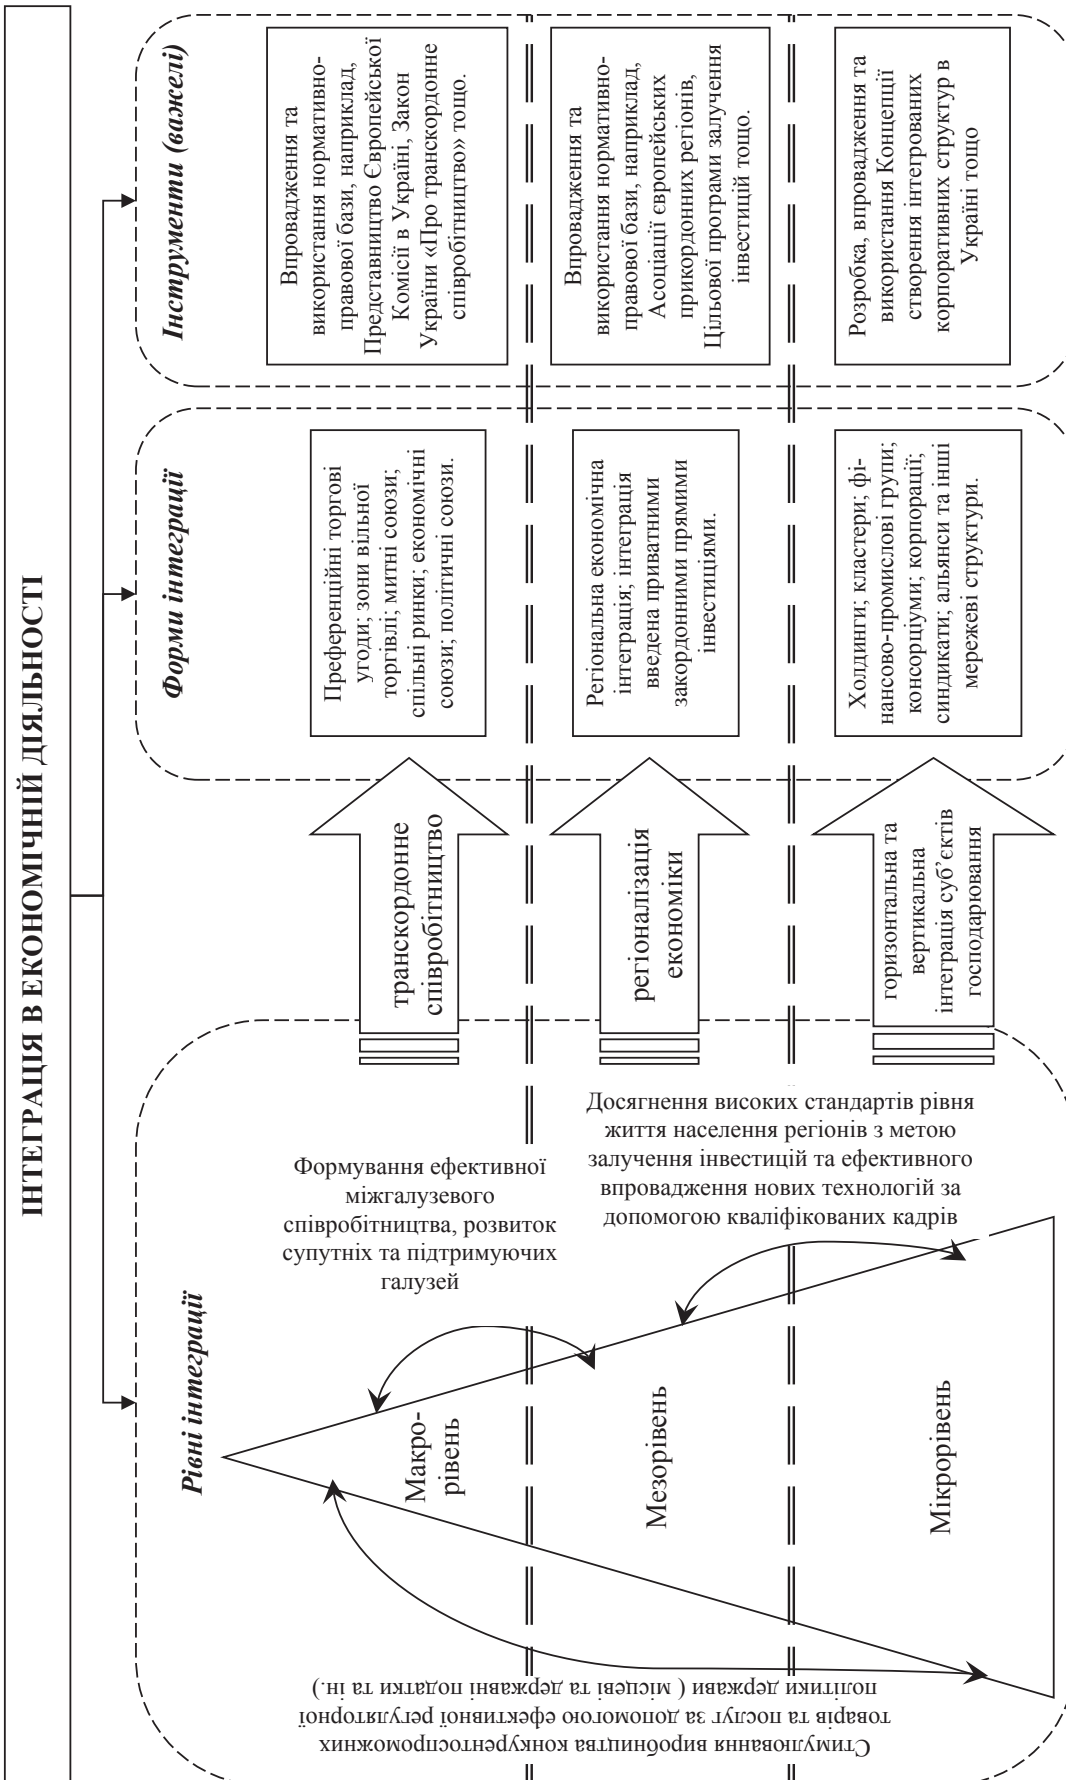 ІНТЕГРАЦІЯ В ЕКОНОМІЧНІЙ ДІЯЛЬНОСТІ
Рівні інтеграції
Форми інтеграції
Інструменти (важелі)
Макро-
рівень
Мезорівень
Мікрорівень
Стимулювання виробництва конкурентоспроможних
товарів та послуг за допомогою ефективної регуляторної
політики держави ( місцеві та державні податки та ін.)
Формування ефективної
міжгалузевого
співробітництва, розвиток
супутніх та підтримуючих
галузей
Досягнення високих стандартів рівня
життя населення регіонів з метою
залучення інвестицій та ефективного
впровадження нових технологій за
допомогою кваліфікованих кадрів
транскордонне
співробітництво
Преференційні торгові
угоди; зони вільної
торгівлі; митні союзи;
спільні ринки; економічні
союзи; політичні союзи.
Впровадження та
використання нормативно-
правової бази, наприклад,
Представництво Європейської
Комісії в Україні, Закон
України «Про транскордонне
співробітництво» тощо.
регіоналізація
економіки
Регіональна економічна
інтеграція; інтеграція
введена приватними
закордонними прямими
інвестиціями.
Впровадження та
використання нормативно-
правової бази, наприклад,
Асоціації європейських
прикордонних регіонів,
Цільової програми залучення
інвестицій тощо.
горизонтальна та
вертикальна
інтеграція суб’єктів
господарювання
Холдинги; кластери; фі-
нансово-промислові групи;
консорціуми; корпорації;
синдикати; альянси та інші
мережеві структури.
Розробка, впровадження та
використання Концепції
створення інтегрованих
корпоративних структур в
Україні тощо